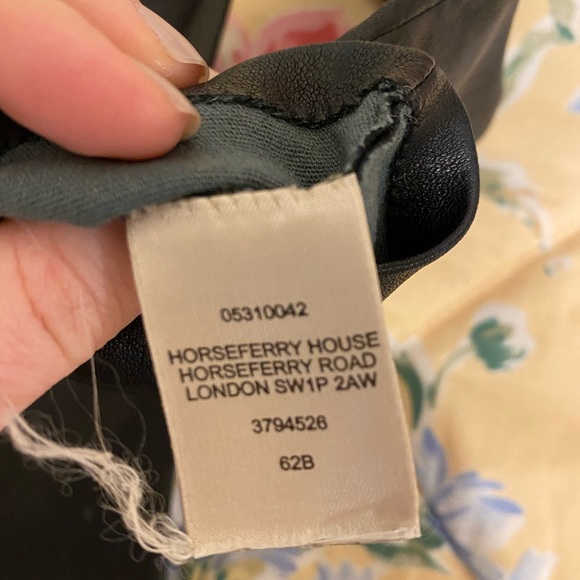 05310042
HORSEFERRY HOUSE
HORSEFERRY ROAD
LONDON SW1P 2AW
3794526
62B